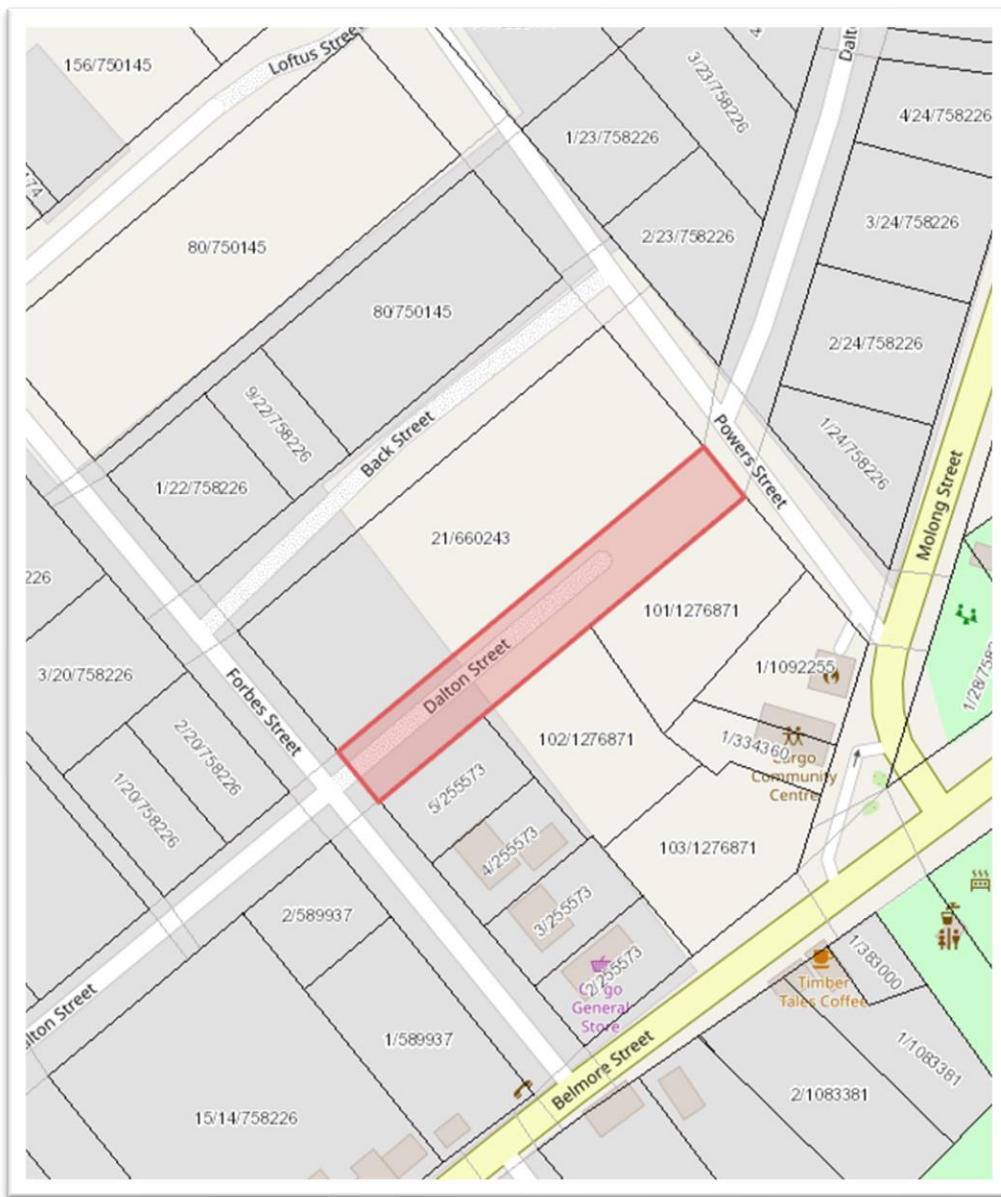 156/750145
Loftus Street
3/23/758226
4/24/758226
1/23/758226
3/24/758226
80/750145
2/23/758226
80/750145
2/24/758226
9/22/758226
Back Street
Powers Street
1/24/758226
1/22/758226
Molong Street
21/660243
226
101/1276871
3/20/758226
Forbes Street
Dalton Street
1/1092255
2/20/758226
102/1276871
1/334360
Cargo
Community
Centre
1/20/758226
5/255573
4/255573
103/1276871
2/589937
3/255573
2/255573
Cargo
General
Store
1/383000
Timber
Tales Coffee
alton Street
1/589937
Belmore Street
1/1083381
2/1083381
15/14/758226